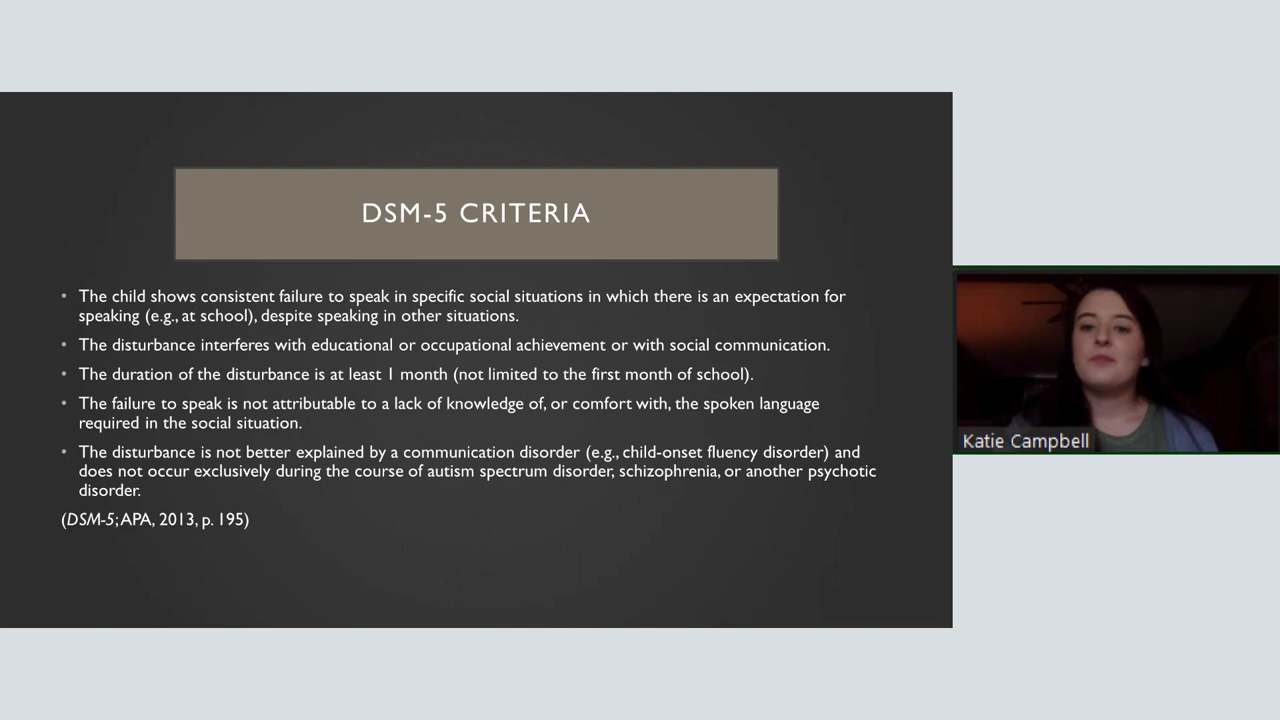 DSM-5 CRITERIA
• The child shows consistent failure to speak in specific social situations in which there is an expectation for
speaking (e.g., at school), despite speaking in other situations.
• The disturbance interferes with educational or occupational achievement or with social communication.
• The duration of the disturbance is at least 1 month (not limited to the first month of school).
• The failure to speak is not attributable to a lack of knowledge of, or comfort with, the spoken language
required in the social situation.
• The disturbance is not better explained by a communication disorder (e.g., child-onset fluency disorder) and
does not occur exclusively during the course of autism spectrum disorder, schizophrenia, or another psychotic
disorder.
(DSM-5; APA, 2013, p. 195)
Katie Campbell